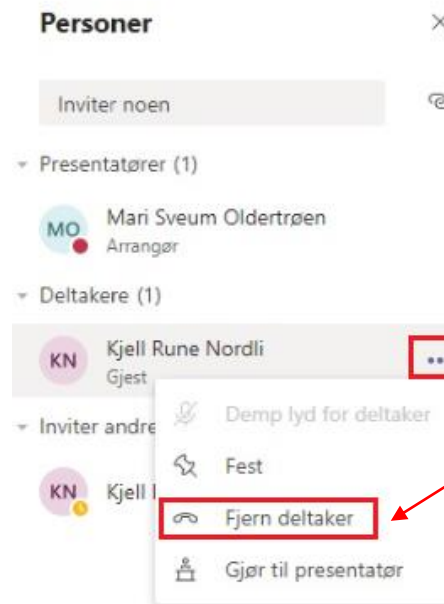 Personer
Inviter noen
Presentatører (1)
MO
Mari Sveum Oldertrøen
Arrangør
Deltakere (1)
KN
Kjell Rune Nordli
Gjest
Inviter andre
KN
Kjell
Demp lyd for deltaker
Fest
Fjern deltaker
Gjør til presentatør